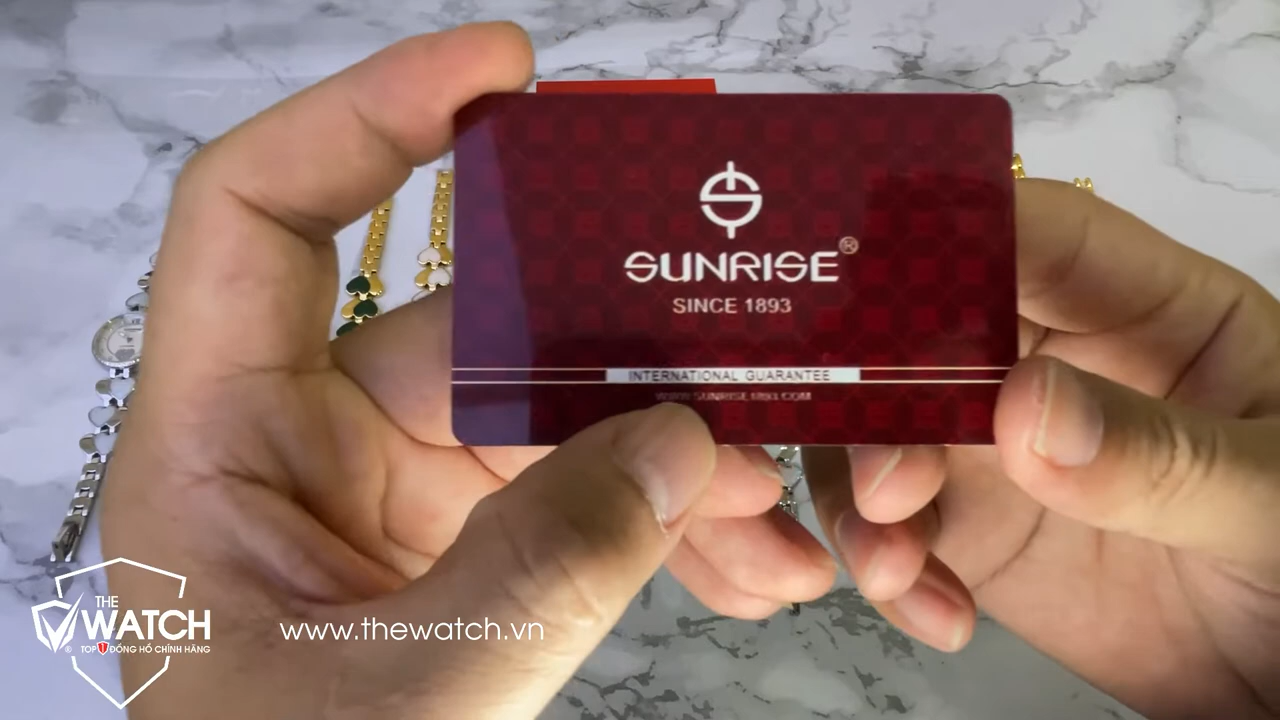 SUNRISE®
SINCE 1893
INTERNATIONAL GUARANTEE
WWW.SUNRISE1893.COM
THE
WATCH
®
TOP 1 ĐỒNG HỒ CHÍNH HÃNG
www.thewatch.vn